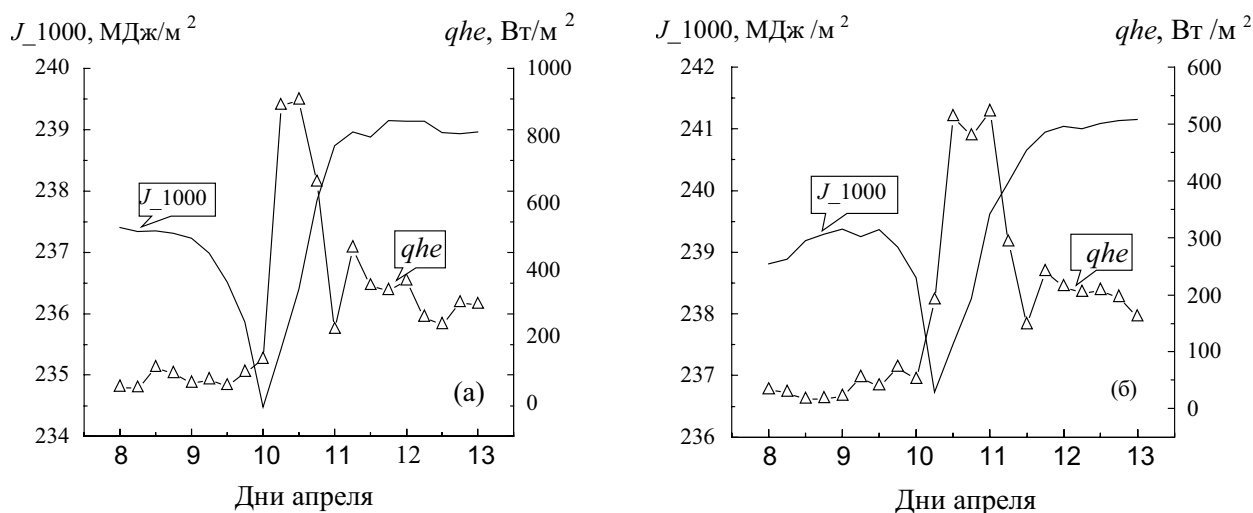 J_1000, МДж/м 2
qhe, Вт/м 2
240
239
238
237
236
235
234
1000
800
600
400
200
0
J_1000
qhe
(а)
8 9 10 11 12 13
Дни апреля
J_1000, МДж /м 2
qhe, Вт /м 2
242
241
240
239
238
237
236
600
500
400
300
200
100
0
J_1000
qhe
(б)
8 9 10 11 12 13
Дни апреля